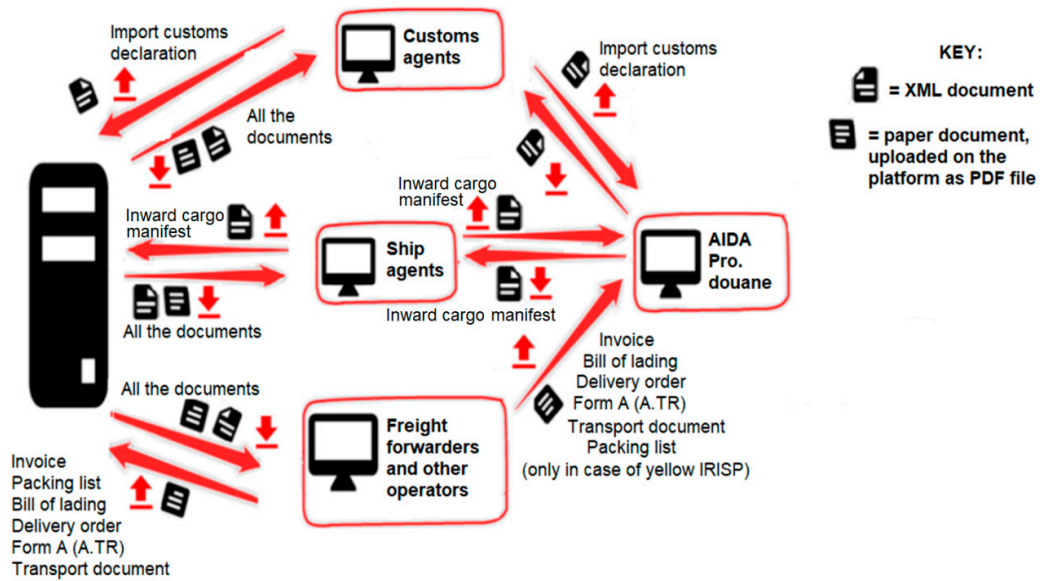 Import customs
declaration
Customs
agents
Import customs
declaration
KEY:
= XML document
= paper document,
uploaded on the
platform as PDF file
All the
documents
Inward cargo
manifest
Inward cargo
manifest
Ship
agents
AIDA
Pro.
douane
All the documents
Inward cargo manifest
All the documents
Freight
forwarders
and other
operators
Invoice
Bill of lading
Delivery order
Form A (A.TR)
Transport document
Packing list
(only in case of yellow IRISP)
Invoice
Packing list
Bill of lading
Delivery order
Form A (A.TR)
Transport document